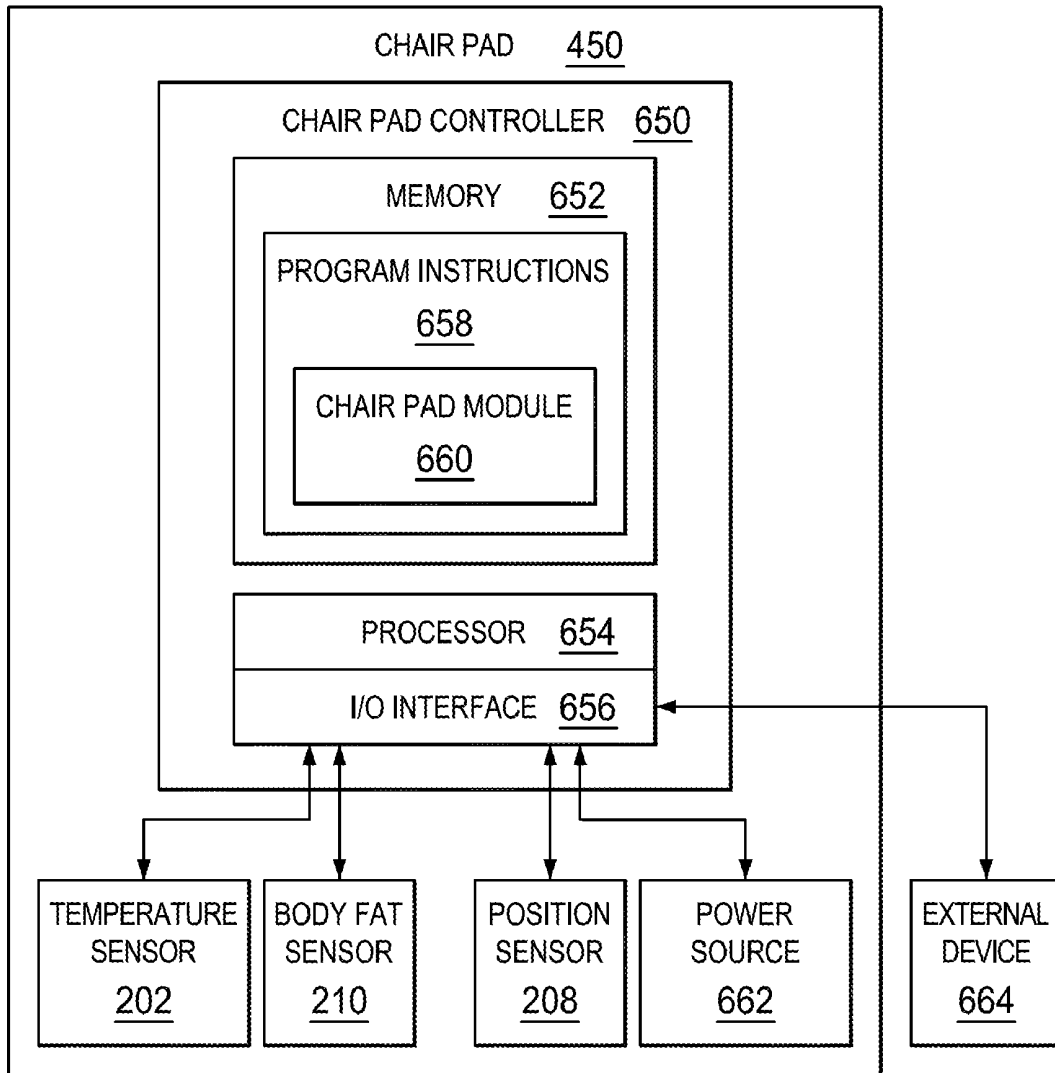 CHAIR PAD 450
CHAIR PAD CONTROLLER 650
MEMORY 652
PROGRAM INSTRUCTIONS
658
CHAIR PAD MODULE
660
PROCESSOR 654
I/O INTERFACE 656
TEMPERATURE
SENSOR
202
BODY FAT
SENSOR
210
POSITION
SENSOR
208
POWER
SOURCE
662
EXTERNAL
DEVICE
664